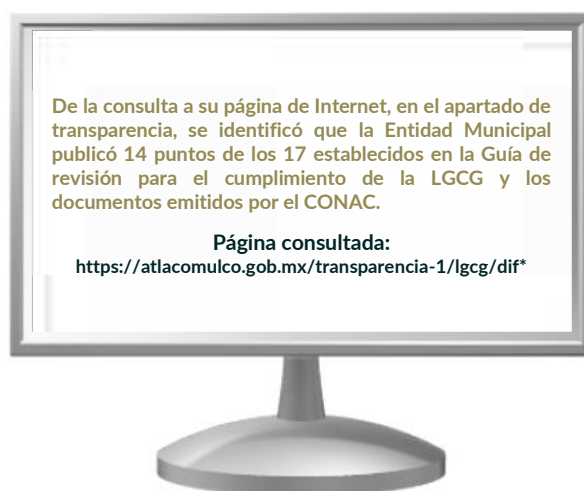 De la consulta a su página de Internet, en el apartado de
transparencia, se identificó que la Entidad Municipal
publicó 14 puntos de los 17 establecidos en la Guía de
revisión para el cumplimiento de la LGCG y los
documentos emitidos por el CONAC.
Página consultada:
https://atlacomulco.gob.mx/transparencia-1/lgcg/dif*